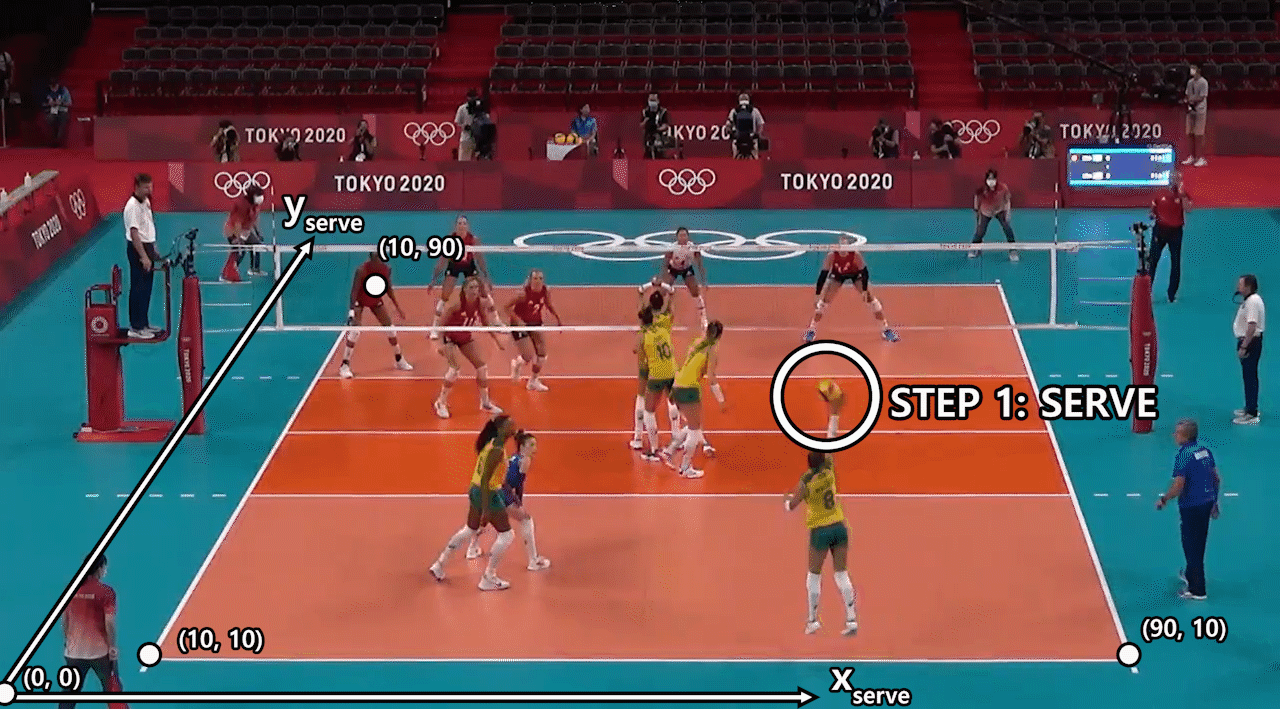 TOKYO 2020
TOKYO 2020
TOKYO 2020
TOKYO 2020
TOKYO 2020
TOKYO 2020
y serve
(10, 90)
10
8
STEP 1: SERVE
(10, 10)
(90, 10)
(0, 0)
x serve